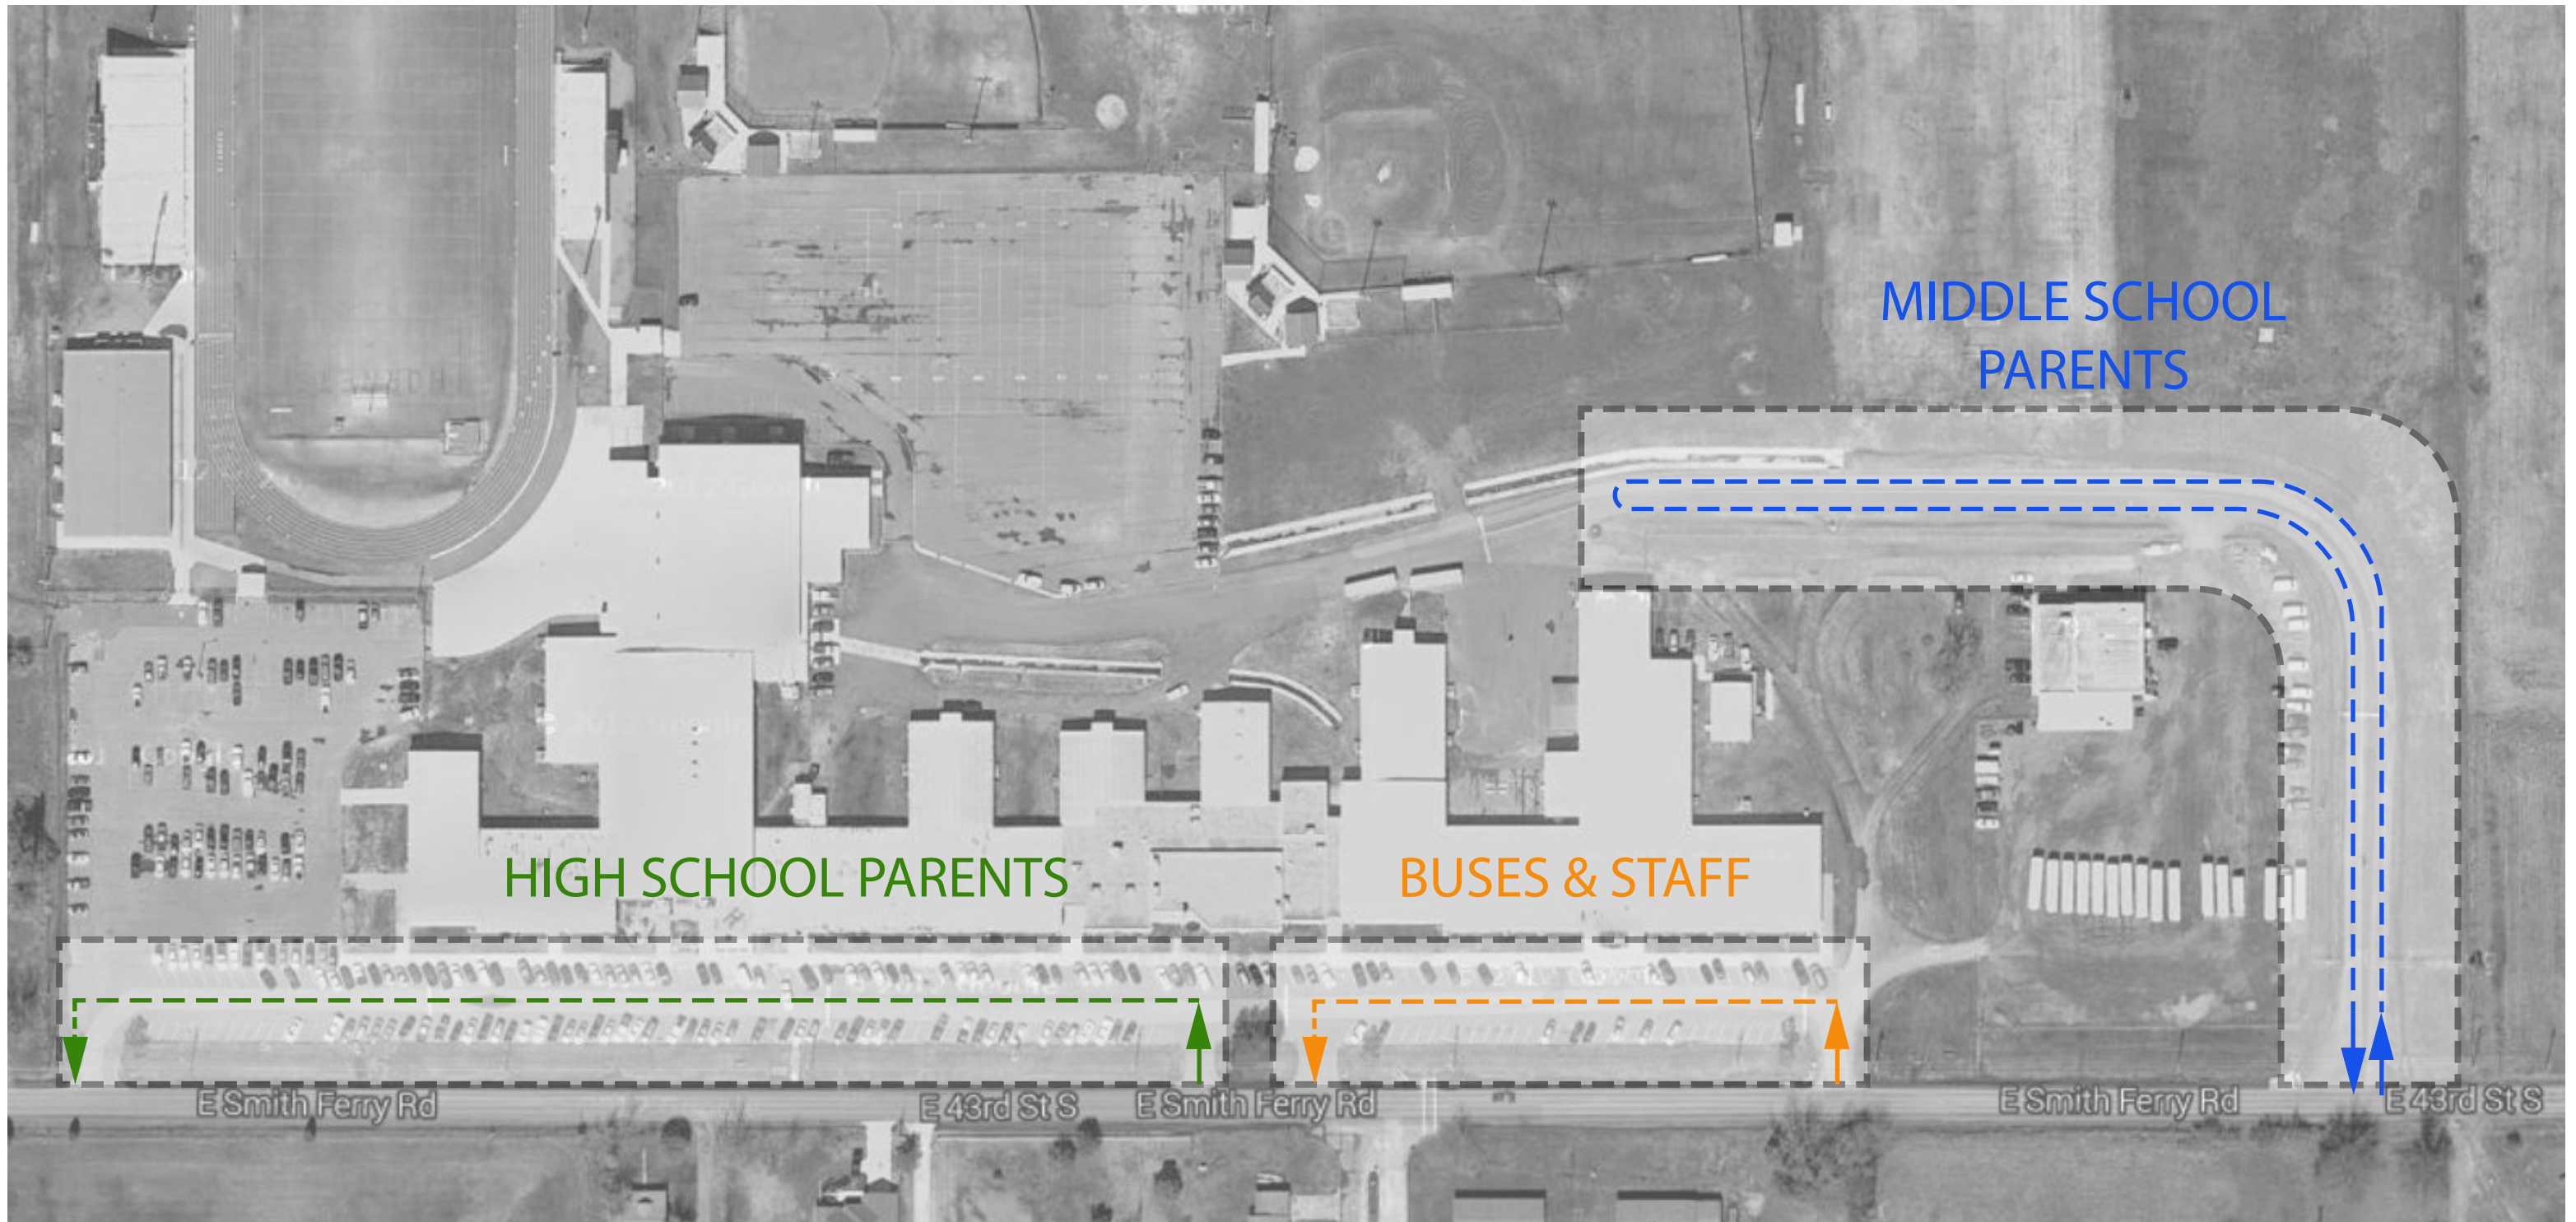 MIDDLE SCHOOL
PARENTS
HIGH SCHOOL PARENTS
BUSES & STAFF
E Smith Ferry Rd
E 43rd St S
E Smith Ferry Rd
E Smith Ferry Rd
E 43rd St S